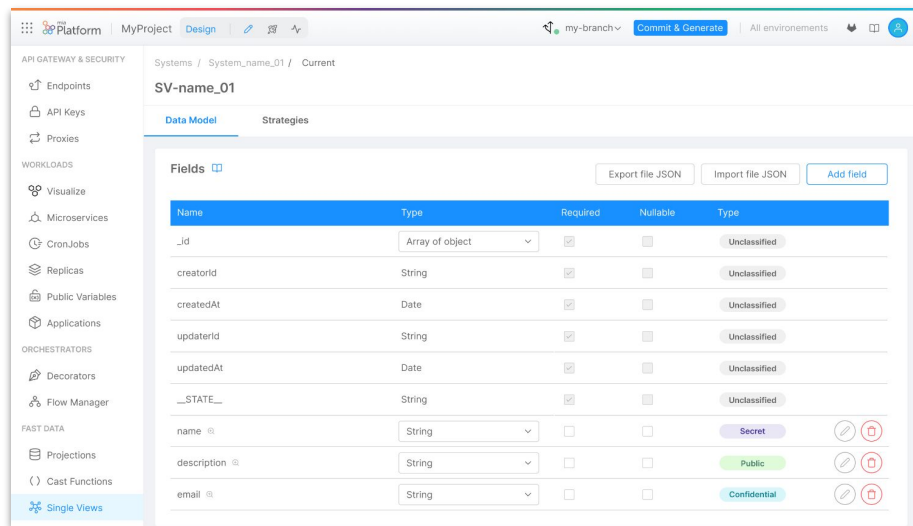 mia Platform MyProject Design my-branch Commit & Generate All environements
API GATEWAY & SECURITY
Endpoints
API Keys
Proxies
WORKLOADS
Visualize
Microservices
CronJobs
Replicas
Public Variables
Applications
ORCHESTRATORS
Decorators
Flow Manager
FAST DATA
Projections
Cast Functions
Single Views
Systems / System_name_01 / Current
SV-name_01
Data Model Strategies
Fields Export file JSON Import file JSON Add field
Name Type Required Nullable Type
_id Array of object Unclassified
creatorId String Unclassified
createdAt Date Unclassified
updaterId String Unclassified
updatedAt Date Unclassified
__STATE__ String Unclassified
name String Secret
description String Public
email String Confidential